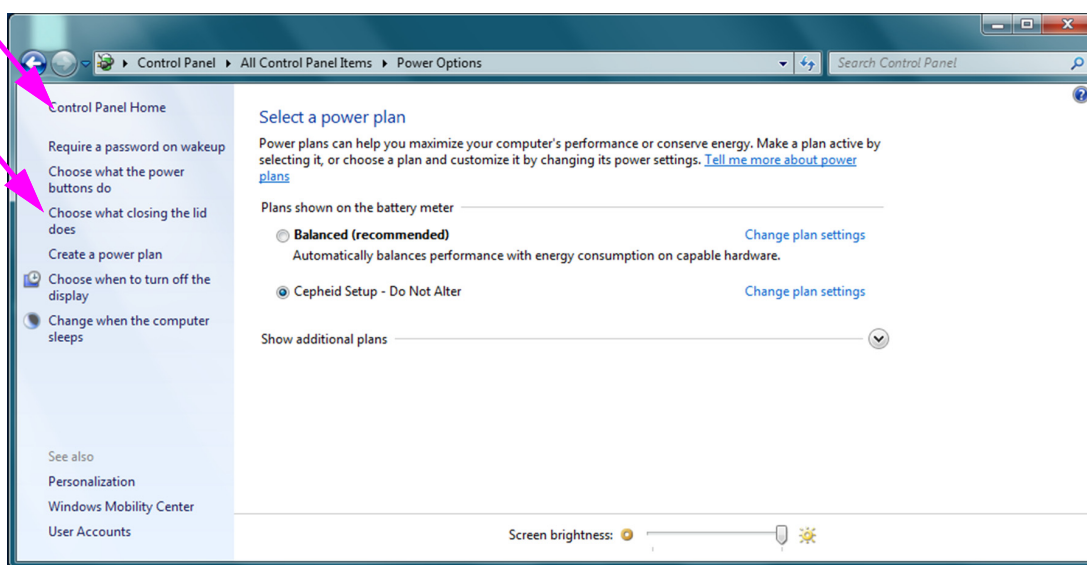 Control Panel ▸ All Control Panel Items ▸ Power Options
Search Control Panel
Control Panel Home
Require a password on wakeup
Choose what the power
buttons do
Choose what closing the lid
does
Create a power plan
Choose when to turn off the
display
Change when the computer
sleeps
See also
Personalization
Windows Mobility Center
User Accounts
Select a power plan
Power plans can help you maximize your computer's performance or conserve energy. Make a plan active by
selecting it, or choose a plan and customize it by changing its power settings. Tell me more about power
plans
Plans shown on the battery meter
Balanced (recommended) Change plan settings
Automatically balances performance with energy consumption on capable hardware.
Cepheid Setup - Do Not Alter Change plan settings
Show additional plans
Screen brightness: